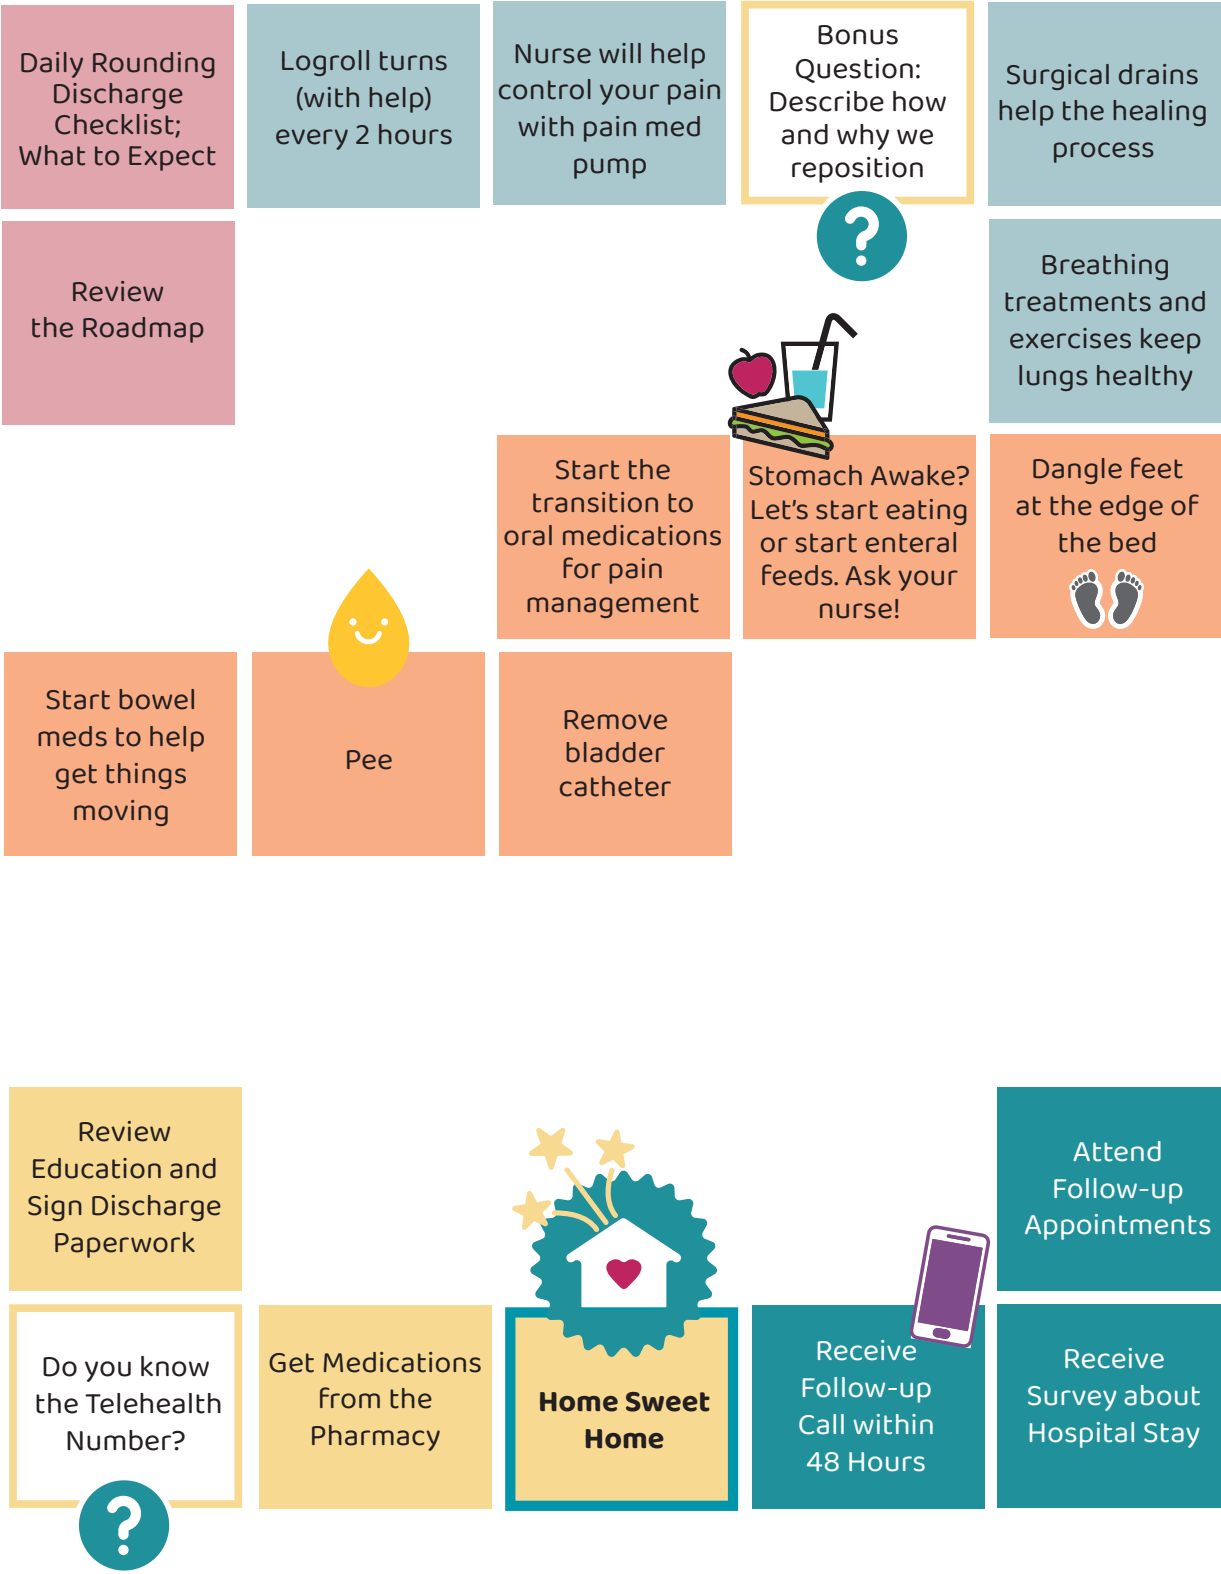 Daily Rounding
Discharge
Checklist;
What to Expect
Logroll turns
(with help)
every 2 hours
Nurse will help
control your pain
with pain med
pump
Bonus
Question:
Describe how
and why we
reposition
?
Surgical drains
help the healing
process
Review
the Roadmap
Breathing
treatments and
exercises keep
lungs healthy
Start the
transition to
oral medications
for pain
management
Stomach Awake?
Let's start eating
or start enteral
feeds. Ask your
nurse!
Dangle feet
at the edge of
the bed
Start bowel
meds to help
get things
moving
Pee
Remove
bladder
catheter
Review
Education and
Sign Discharge
Paperwork
Attend
Follow-up
Appointments
Do you know
the Telehealth
Number?
?
Get Medications
from the
Pharmacy
Home Sweet
Home
Receive
Follow-up
Call within
48 Hours
Receive
Survey about
Hospital Stay